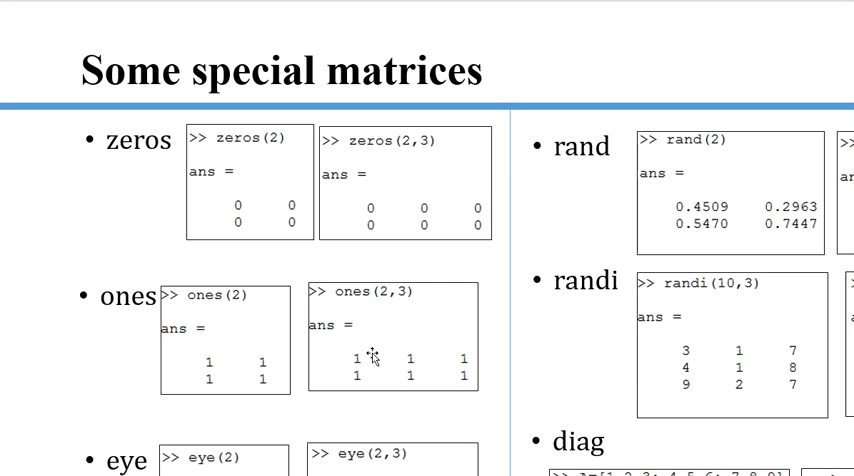 Some special matrices
• zeros
>> zeros(2)
ans =
0 0
0 0
>> zeros(2,3)
ans =
0 0 0
0 0 0
• ones
>> ones(2)
ans =
1 1
1 1
>> ones(2,3)
ans =
1 1 1
1 1 1
• eye
>> eye(2)
>> eye(2,3)
• rand
>> rand(2)
ans =
0.4509 0.2963
0.5470 0.7447
>>
• randi
>> randi(10,3)
ans =
3 1 7
4 1 8
9 2 7
• diag